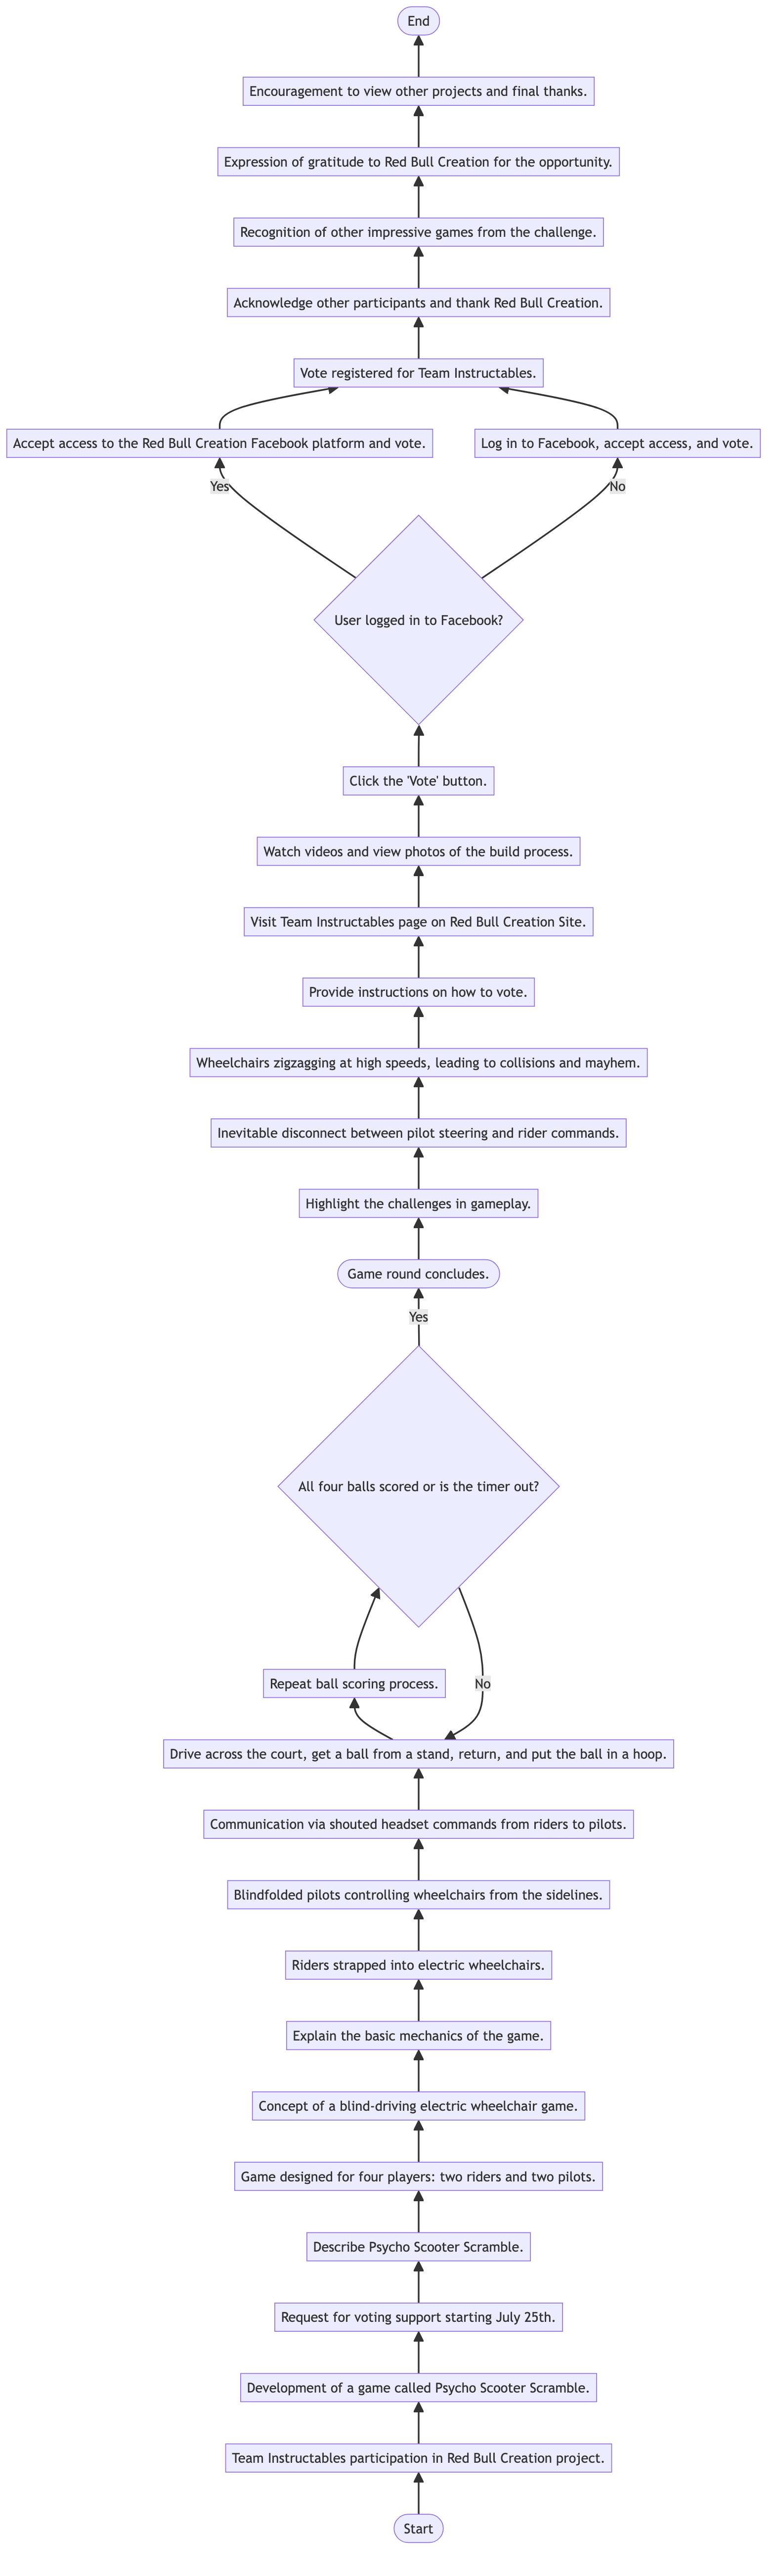 End
Encouragement to view other projects and final thanks.
Expression of gratitude to Red Bull Creation for the opportunity.
Recognition of other impressive games from the challenge.
Acknowledge other participants and thank Red Bull Creation.
Vote registered for Team Instructables.
Accept access to the Red Bull Creation Facebook platform and vote.
Log in to Facebook, accept access, and vote.
Yes
No
User logged in to Facebook?
Click the 'Vote' button.
Watch videos and view photos of the build process.
Visit Team Instructables page on Red Bull Creation Site.
Provide instructions on how to vote.
Wheelchairs zigzagging at high speeds, leading to collisions and mayhem.
Inevitable disconnect between pilot steering and rider commands.
Highlight the challenges in gameplay.
Game round concludes.
Yes
All four balls scored or is the timer out?
Repeat ball scoring process.
No
Drive across the court, get a ball from a stand, return, and put the ball in a hoop.
Communication via shouted headset commands from riders to pilots.
Blindfolded pilots controlling wheelchairs from the sidelines.
Riders strapped into electric wheelchairs.
Explain the basic mechanics of the game.
Concept of a blind-driving electric wheelchair game.
Game designed for four players: two riders and two pilots.
Describe Psycho Scooter Scramble.
Request for voting support starting July 25th.
Development of a game called Psycho Scooter Scramble.
Team Instructables participation in Red Bull Creation project.
Start